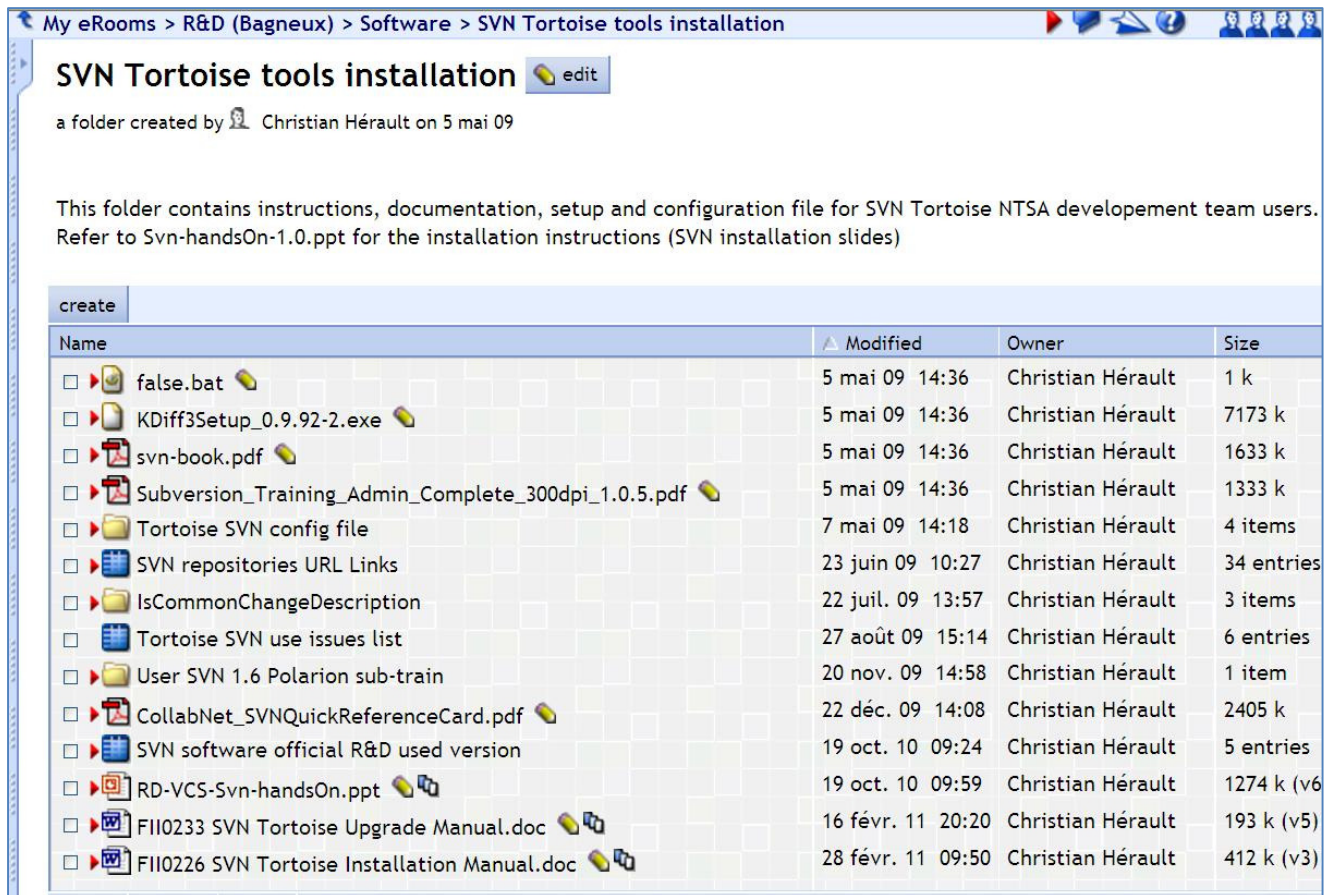 My eRooms > R&D (Bagneux) > Software > SVN Tortoise tools installation
SVN Tortoise tools installation edit
a folder created by Christian Hérault on 5 mai 09
This folder contains instructions, documentation, setup and configuration file for SVN Tortoise NTSA developement team users.
Refer to Svn-handsOn-1.0.ppt for the installation instructions (SVN installation slides)
create
Name Modified Owner Size
false.bat 5 mai 09 14:36 Christian Hérault 1 k
KDiff3Setup_0.9.92-2.exe 5 mai 09 14:36 Christian Hérault 7173 k
svn-book.pdf 5 mai 09 14:36 Christian Hérault 1633 k
Subversion_Training_Admin_Complete_300dpi_1.0.5.pdf 5 mai 09 14:36 Christian Hérault 1333 k
Tortoise SVN config file 7 mai 09 14:18 Christian Hérault 4 items
SVN repositories URL Links 23 juin 09 10:27 Christian Hérault 34 entries
IsCommonChangeDescription 22 juil. 09 13:57 Christian Hérault 3 items
Tortoise SVN use issues list 27 août 09 15:14 Christian Hérault 6 entries
User SVN 1.6 Polarion sub-train 20 nov. 09 14:58 Christian Hérault 1 item
CollabNet_SVNQuickReferenceCard.pdf 22 déc. 09 14:08 Christian Hérault 2405 k
SVN software official R&D used version 19 oct. 10 09:24 Christian Hérault 5 entries
RD-VCS-Svn-handsOn.ppt 19 oct. 10 09:59 Christian Hérault 1274 k (v6
FII0233 SVN Tortoise Upgrade Manual.doc 16 févr. 11 20:20 Christian Hérault 193 k (v5)
FII0226 SVN Tortoise Installation Manual.doc 28 févr. 11 09:50 Christian Hérault 412 k (v3)